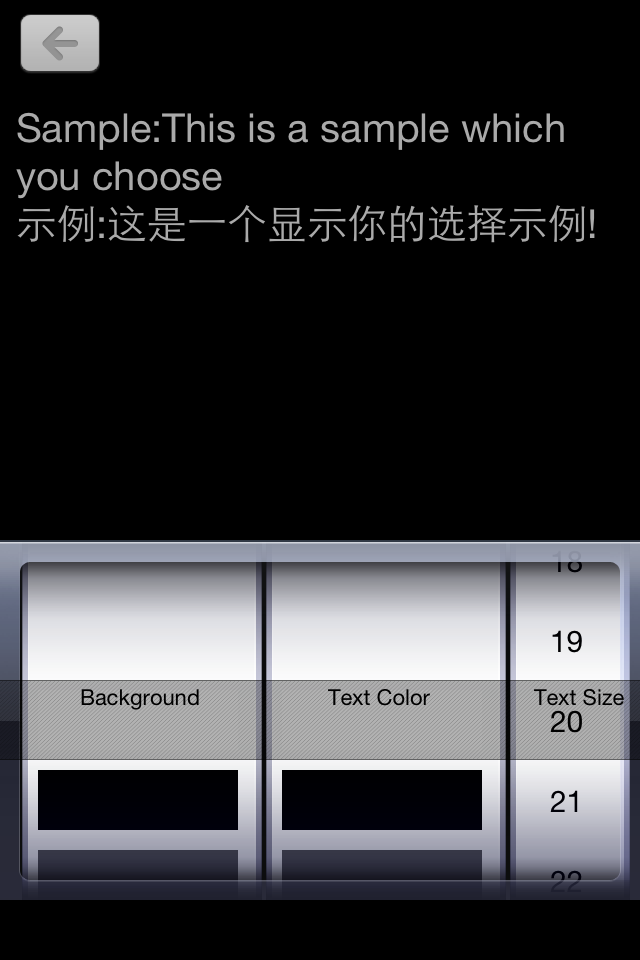 Sample:This is a sample which
you choose
示例:这是一个显示你的选择示例!
18
19
Background Text Color Text Size
20
21
22